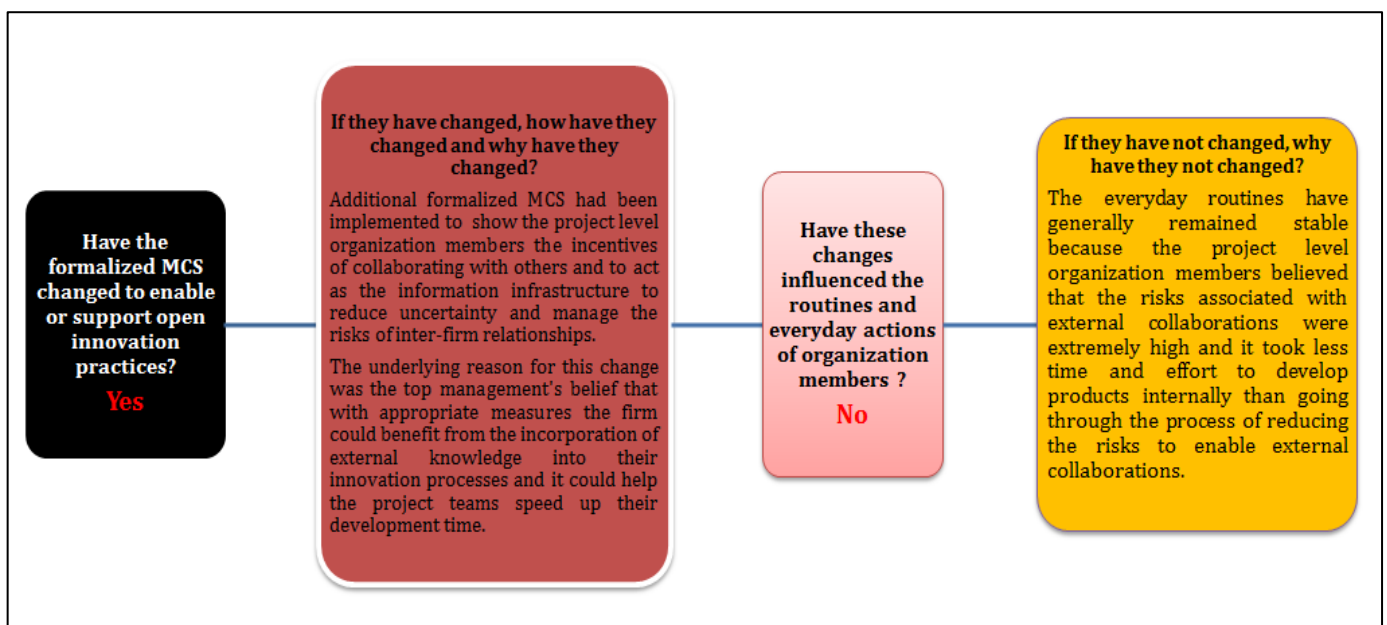 Have the
formalized MCS
changed to enable
or support open
innovation
practices?
Yes
If they have changed, how have they
changed and why have they
changed?
Additional formalized MCS had been
implemented to show the project level
organization members the incentives
of collaborating with others and to act
as the information infrastructure to
reduce uncertainty and manage the
risks of inter-firm relationships.
The underlying reason for this change
was the top management's belief that
with appropriate measures the firm
could benefit from the incorporation of
external knowledge into their
innovation processes and it could help
the project teams speed up their
development time.
Have these
changes
influenced the
routines and
everyday actions
of organization
members ?
No
If they have not changed, why
have they not changed?
The everyday routines have
generally remained stable
because the project level
organization members believed
that the risks associated with
external collaborations were
extremely high and it took less
time and effort to develop
products internally than going
through the process of reducing
the risks to enable external
collaborations.